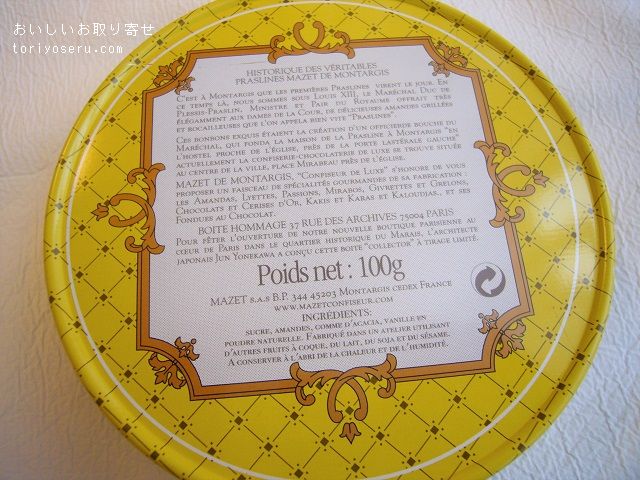 おいしいお取り寄せ
toriyoseru.com
HISTORIQUE DES VÉRITABLES
PRASLINES MAZET DE MONTARGIS
C'EST À MONTARGIS QUE LES PREMIÈRES PRASLINES VIRENT LE JOUR. EN
CE TEMPS LÀ, NOUS SOMMES SOUS LOUIS XIII, LE MARÉCHAL DUC DE
PLESSIS-PRASLIN, MINISTRE ET PAIR DU ROYAUME OFFRAIT TRÈS
ÉLÉGAMMENT AUX DAMES DE LA COUR, DE DÉLICIEUSES AMANDES GRILLÉES
ET ROCAILLEUSES QUE L'ON APPELA BIEN VITE "PRASLINES".
CES BONBONS EXQUIS ÉTAIENT LA CRÉATION D'UN OFFICIER DE BOUCHE DU
MARÉCHAL, QUI FONDA LA MAISON DE LA PRASLINE À MONTARGIS "EN
L'HOSTEL PROCHE DE L'ÉGLISE, PRÈS DE LA PORTE LASTÉRALE GAUCHE"
ACTUELLEMENT LA CONFISERIE-CHOCOLATERIE DE LUXE SE TROUVE SITUÉE
AU CENTRE DE LA VILLE, PLACE MIRABEAU PRÈS DE L'ÉGLISE.
MAZET DE MONTARGIS, "CONFISEUR DE LUXE" S'HONORE DE VOUS
PROPOSER UN FAISCEAU DE SPÉCIALITÉS GOURMANDES DE SA FABRICATION :
LES AMANDAS, LYETTES, PASSIONS, MIRABOS, GIVRETTES ET GRELONS,
CHOCOLATS ET CERISES D'OR, KAKIS ET KABAS ET KALOUDJAS., ET SES
FONDUES AU CHOCOLAT.
BOITE HOMMAGE 37 RUE DES ARCHIVES 75004 PARIS
POUR FÊTER L'OUVERTURE DE NOTRE NOUVELLE BOUTIQUE PARISIENNE AU
CŒUR DE PARIS DANS LE QUARTIER HISTORIQUE DU MARAIS, L'ARCHITECTE
JAPONAIS JUN YONEKAWA A CONÇU CETTE BOITE "COLLECTOR" À TIRAGE LIMITÉ.
Poids net : 100g
MAZET S.A.S B.P. 344 45203 MONTARGIS CEDEX FRANCE
WWW.MAZETCONFISEUR.COM
INGRÉDIENTS:
SUCRE, AMANDES, GOMME D'ACACIA, VANILLE EN
POUDRE NATURELLE. FABRIQUÉ DANS UN ATELIER UTILISANT
D'AUTRES FRUITS À COQUE, DU LAIT, DU SOJA ET DU SÉSAME.
A CONSERVER À L'ABRI DE LA CHALEUR ET DE L'HUMIDITÉ.